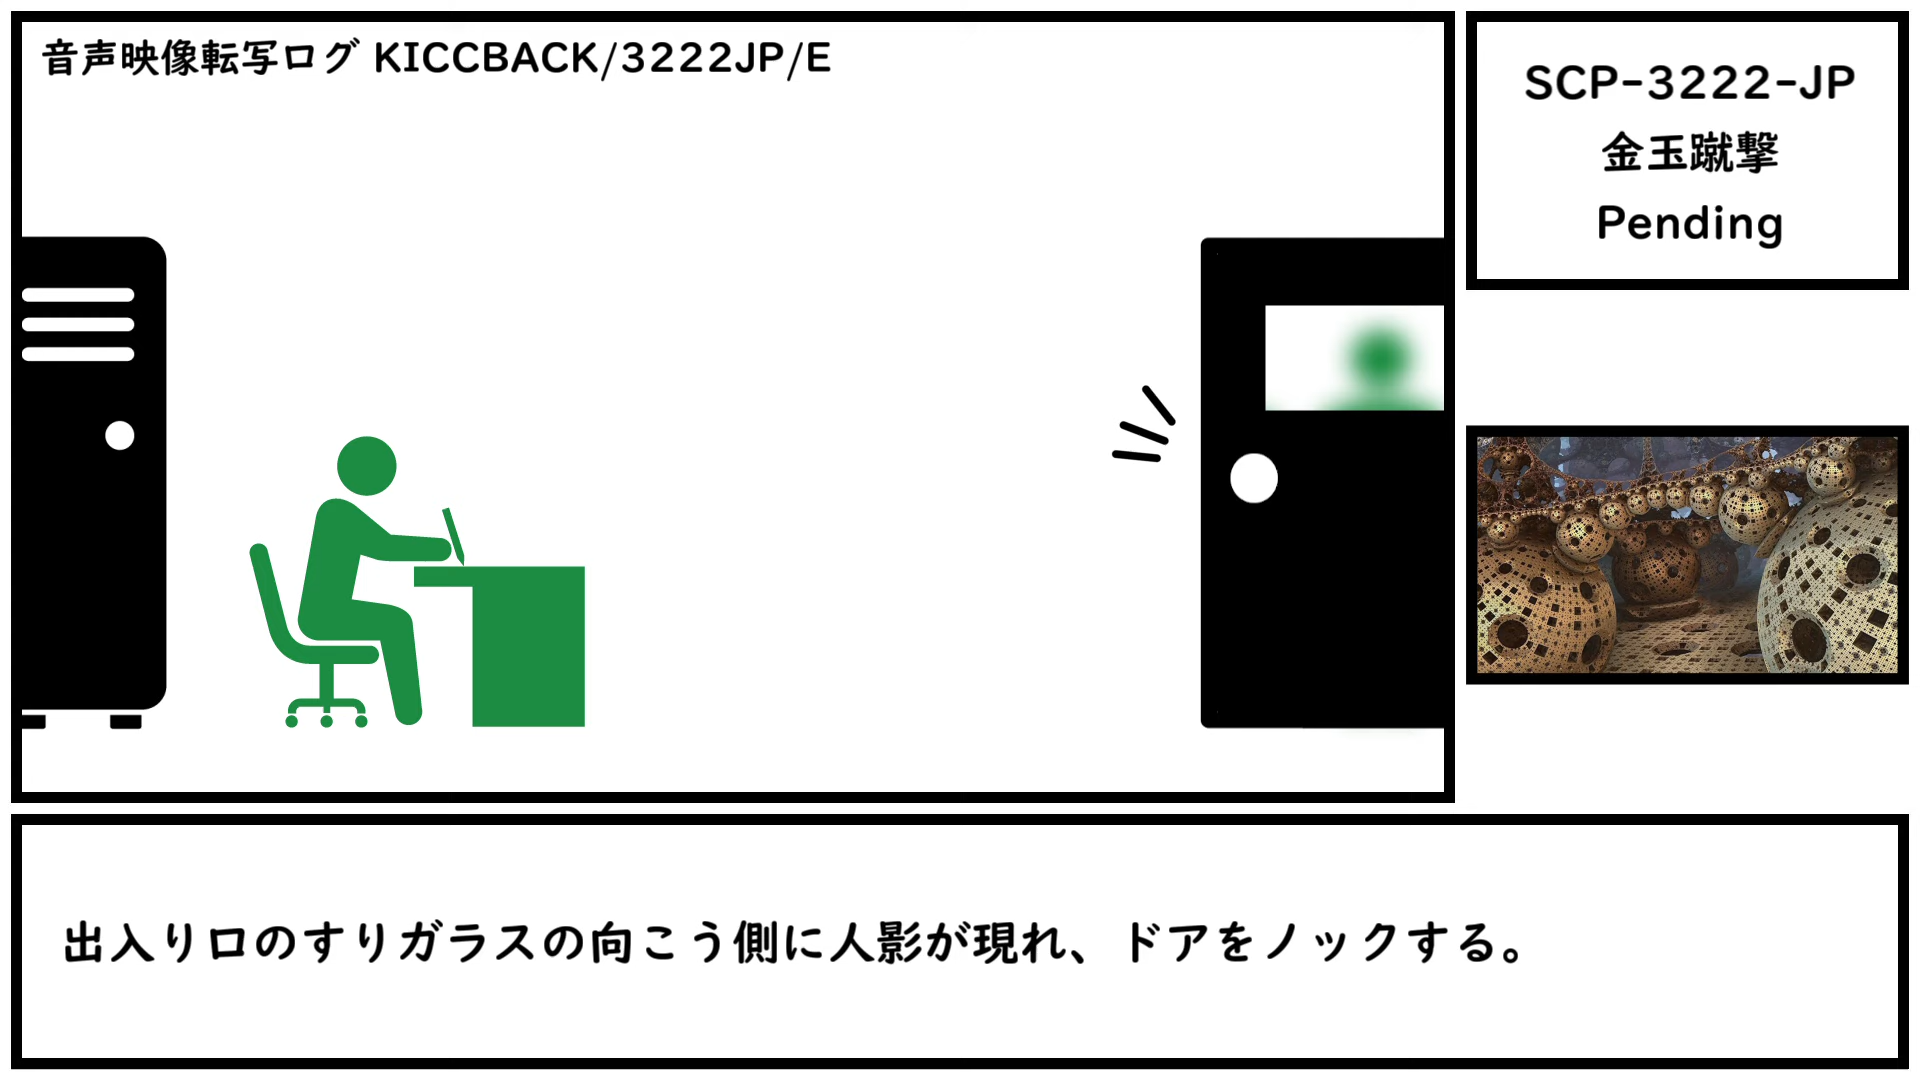 音声映像転写ログ KICCBACK/3222JP/E
SCP-3222-JP
金玉蹴撃
Pending
出入り口のすりガラスの向こう側に人影が現れ、ドアをノックする。